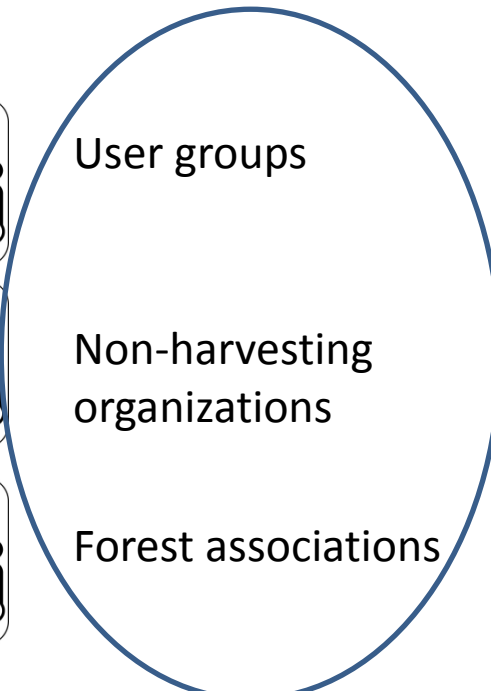 User groups
Non-harvesting
organizations
Forest associations